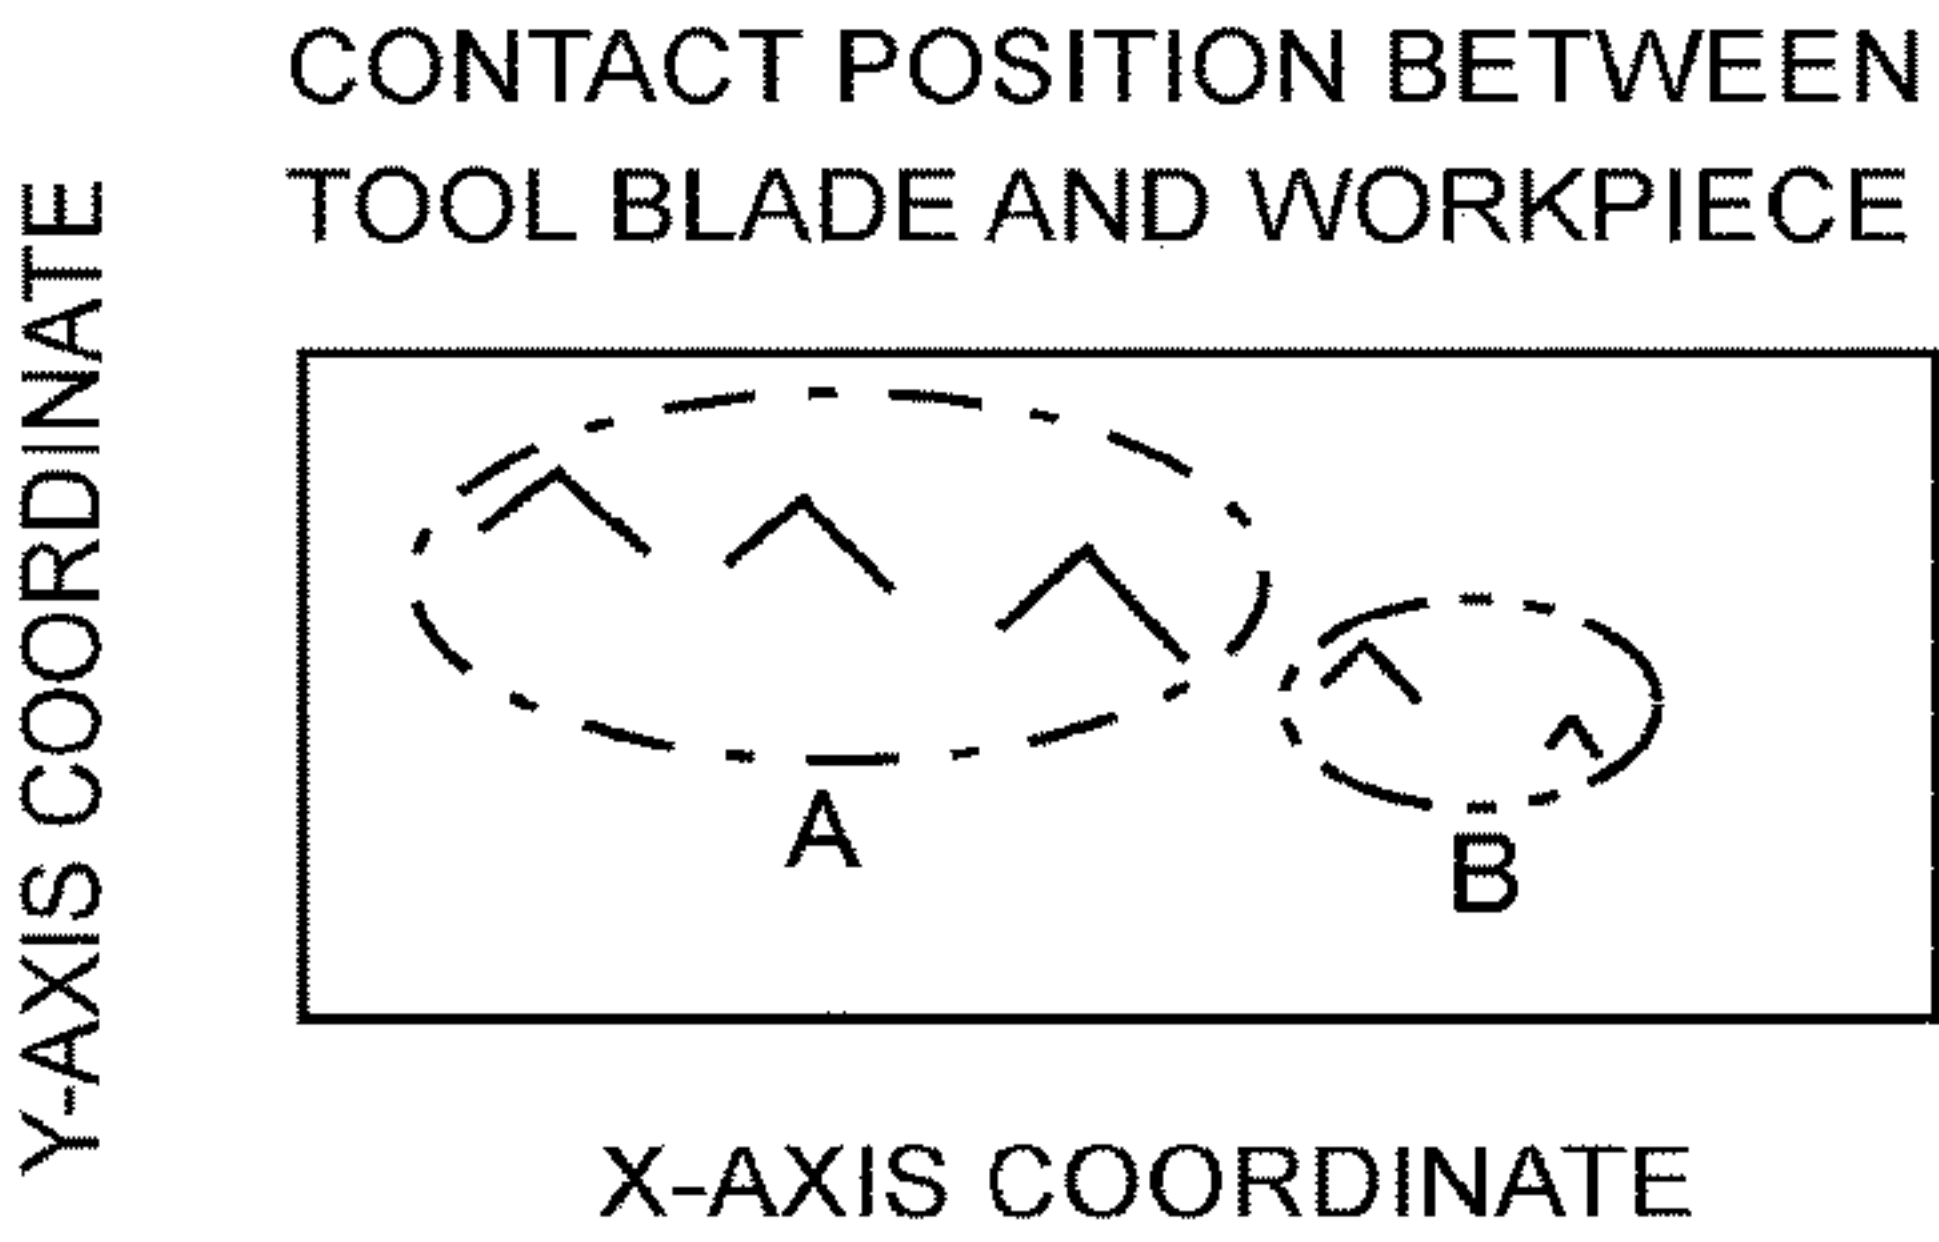 CONTACT POSITION BETWEEN
TOOL BLADE AND WORKPIECE
Y-AXIS COORDINATE
A
B
X-AXIS COORDINATE